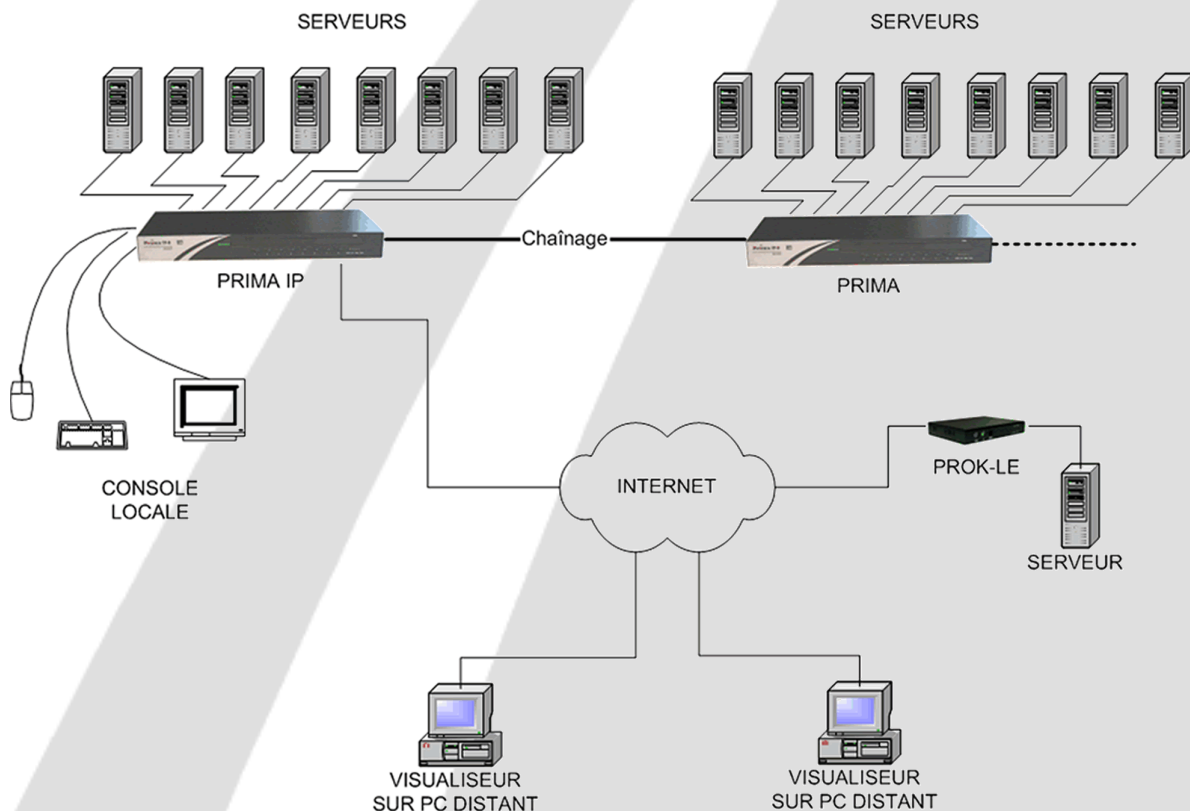 SERVEURS
SERVEURS
Chaînage
PRIMA IP
PRIMA
CONSOLE
LOCALE
INTERNET
PROK-LE
SERVEUR
VISUALISEUR
SUR PC DISTANT
VISUALISEUR
SUR PC DISTANT